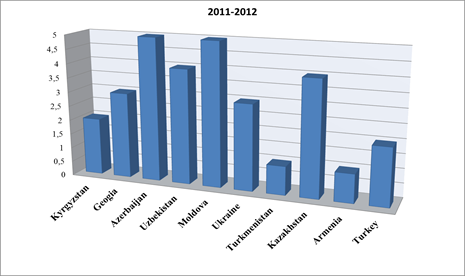 2011-2012
5
4,5
4
3,5
3
2,5
2
1,5
1
0,5
0
Kyrgyzstan
Geogia
Azerbaijan
Uzbekistan
Moldova
Ukraine
Turkmenistan
Kazakhstan
Armenia
Turkey